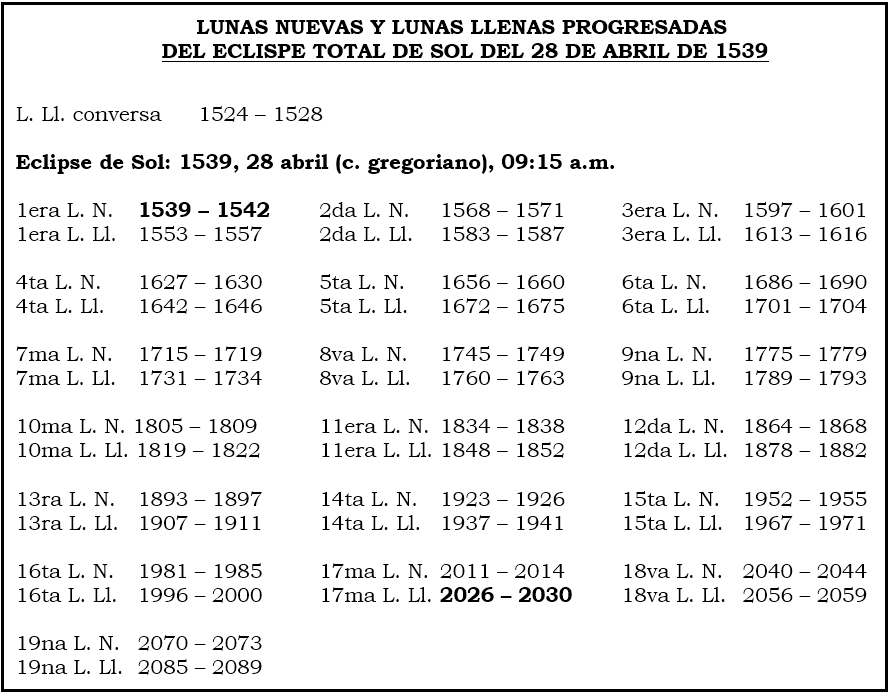 LUNAS NUEVAS Y LUNAS LLENAS PROGRESADAS
DEL ECLISPE TOTAL DE SOL DEL 28 DE ABRIL DE 1539
L. Ll. conversa 1524 – 1528
Eclipse de Sol: 1539, 28 abril (c. gregoriano), 09:15 a.m.
1era L. N. 1539 – 1542 2da L. N. 1568 – 1571 3era L. N. 1597 – 1601
1era L. Ll. 1553 – 1557 2da L. Ll. 1583 – 1587 3era L. Ll. 1613 – 1616
4ta L. N. 1627 – 1630 5ta L. N. 1656 – 1660 6ta L. N. 1686 – 1690
4ta L. Ll. 1642 – 1646 5ta L. Ll. 1672 – 1675 6ta L. Ll. 1701 – 1704
7ma L. N. 1715 – 1719 8va L. N. 1745 – 1749 9na L. N. 1775 – 1779
7ma L. Ll. 1731 – 1734 8va L. Ll. 1760 – 1763 9na L. Ll. 1789 – 1793
10ma L. N. 1805 – 1809 11era L. N. 1834 – 1838 12da L. N. 1864 – 1868
10ma L. Ll. 1819 – 1822 11era L. Ll. 1848 – 1852 12da L. Ll. 1878 – 1882
13ra L. N. 1893 – 1897 14ta L. N. 1923 – 1926 15ta L. N. 1952 – 1955
13ra L. Ll. 1907 – 1911 14ta L. Ll. 1937 – 1941 15ta L. Ll. 1967 – 1971
16ta L. N. 1981 – 1985 17ma L. N. 2011 – 2014 18va L. N. 2040 – 2044
16ta L. Ll. 1996 – 2000 17ma L. Ll. 2026 – 2030 18va L. Ll. 2056 – 2059
19na L. N. 2070 – 2073
19na L. Ll. 2085 – 2089